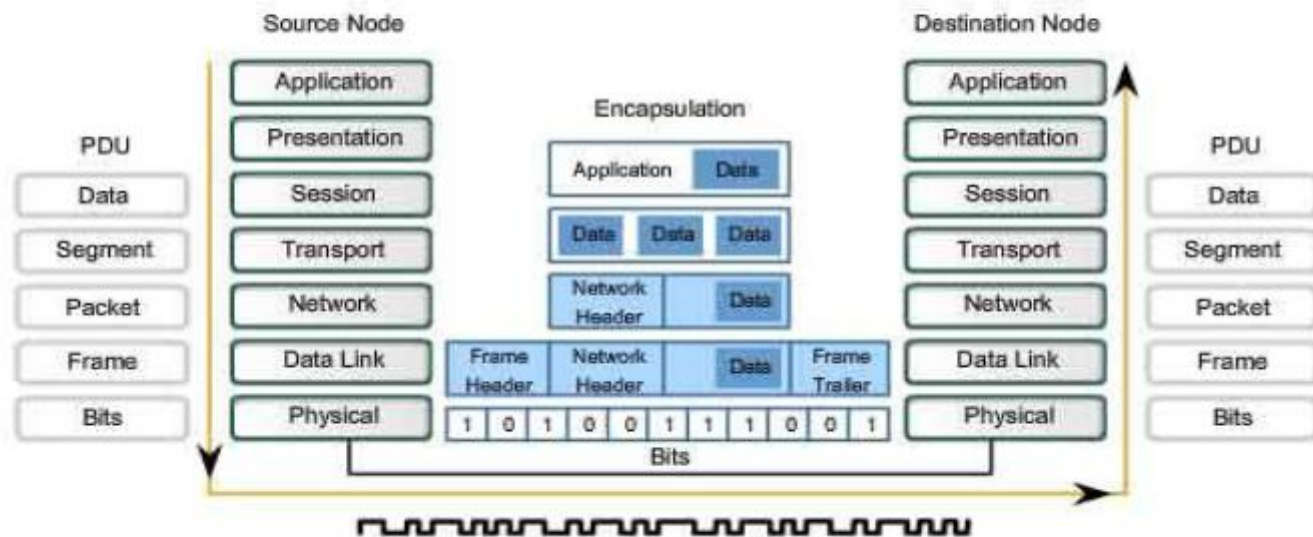 Source Node
Destination Node
Application
Presentation
Session
Transport
Network
Data Link
Physical
PDU
Data
Segment
Packet
Frame
Bits
Encapsulation
Application Data
Data Data Data
Network
Header
Data
Frame
Header
Network
Header
Data
Frame
Trailer
1 0 1 0 0 1 1 1 0 0 1
Bits
Application
Presentation
Session
Transport
Network
Data Link
Physical
PDU
Data
Segment
Packet
Frame
Bits